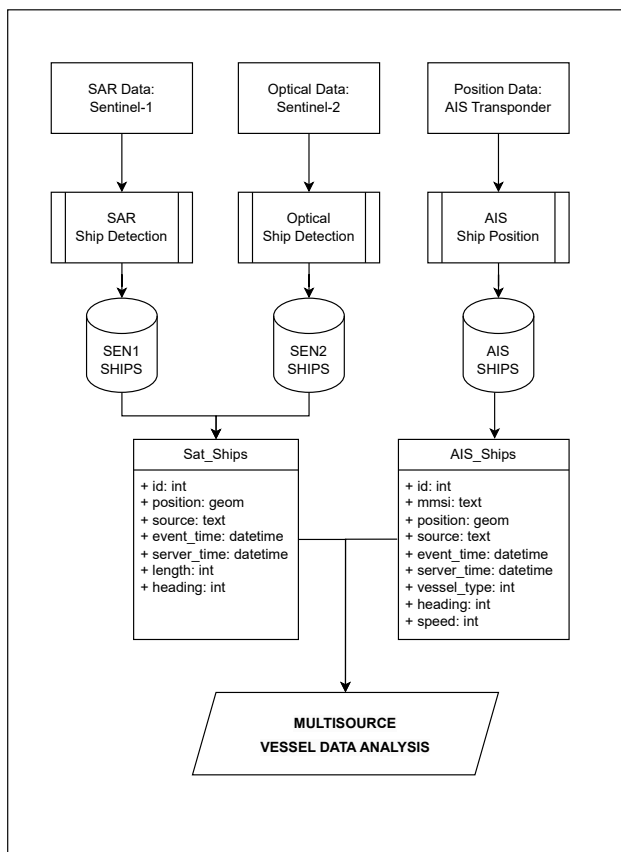 SAR Data:
Sentinel-1
Optical Data:
Sentinel-2
Position Data:
AIS Transponder
SAR
Ship Detection
Optical
Ship Detection
AIS
Ship Position
SEN1
SHIPS
SEN2
SHIPS
AIS
SHIPS
Sat_Ships
+ id: int
+ position: geom
+ source: text
+ event_time: datetime
+ server_time: datetime
+ length: int
+ heading: int
AIS_Ships
+ id: int
+ mmsi: text
+ position: geom
+ source: text
+ event_time: datetime
+ server_time: datetime
+ vessel_type: int
+ heading: int
+ speed: int
MULTISOURCE
VESSEL DATA ANALYSIS